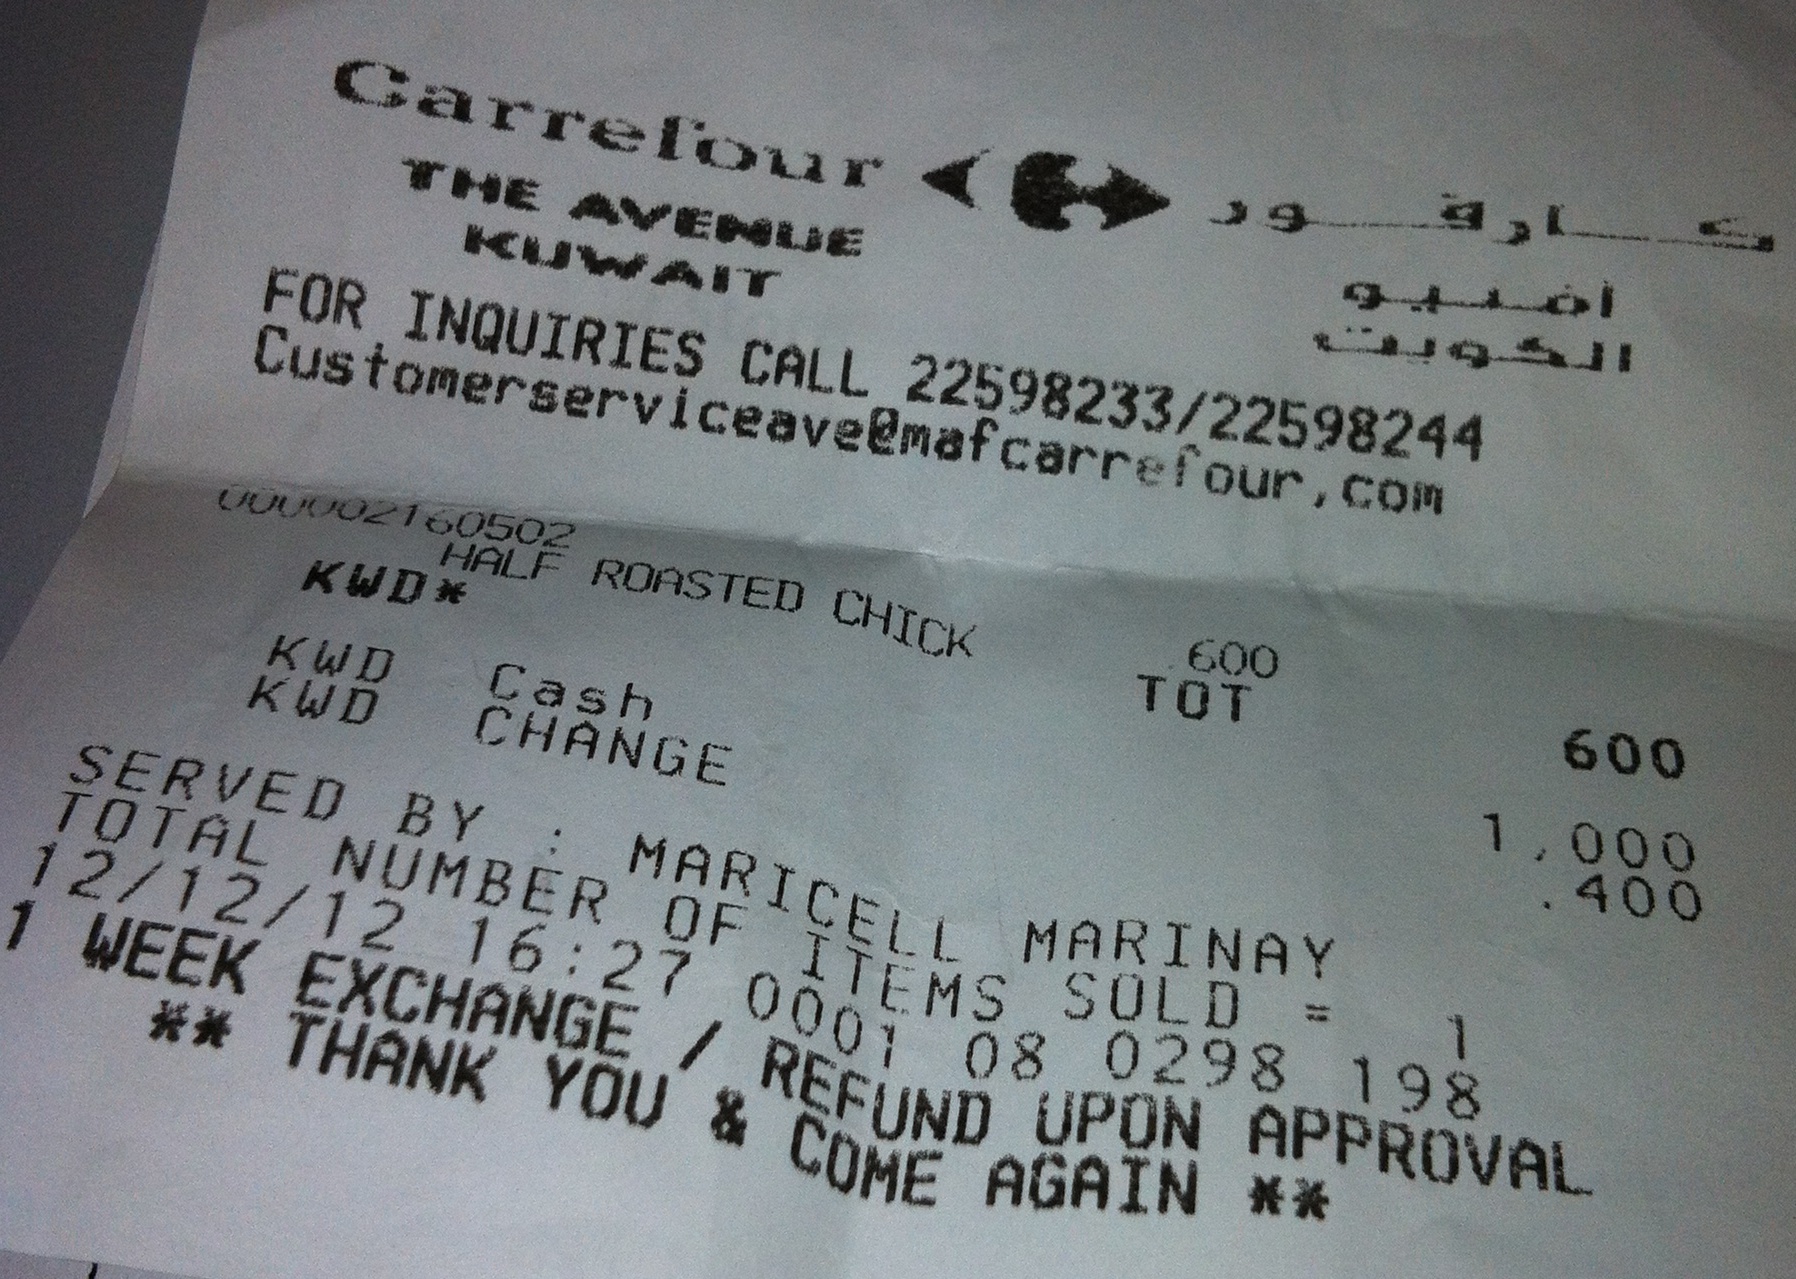 Carrefour كارفور
THE AVENUE أفنيو
KUWAIT الكويت
FOR INQUIRIES CALL 22598233/22598244
Customerserviceave@mafcarrefour.com
0000002160502
HALF ROASTED CHICK 600
KWD* TOT 600
KWD Cash 1.000
KWD CHANGE .400
SERVED BY : MARICELL MARINAY
TOTAL NUMBER OF ITEMS SOLD = 1
12/12/12 16:27 0001 08 0298 198
1 WEEK EXCHANGE / REFUND UPON APPROVAL
** THANK YOU & COME AGAIN **